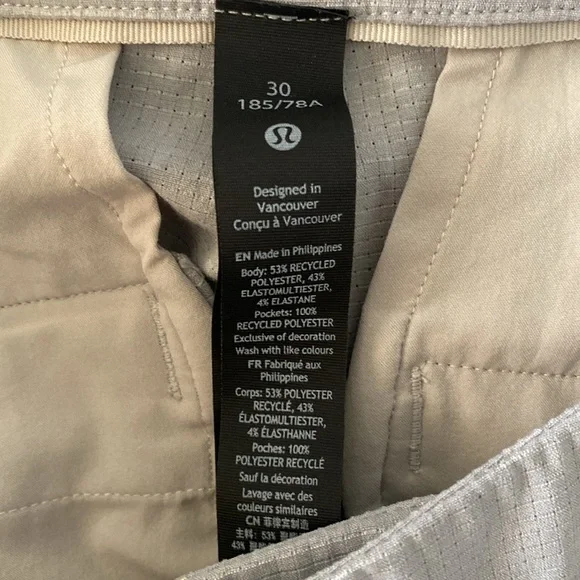 30
185/78A
Designed in
Vancouver
Conçu à Vancouver
EN Made in Philippines
Body: 53% RECYCLED
POLYESTER, 43%
ELASTOMULTIESTER,
4% ELASTANE
Pockets: 100%
RECYCLED POLYESTER
Exclusive of decoration
Wash with like colours
FR Fabriqué aux
Philippines
Corps: 53% POLYESTER
RECYCLÉ, 43%
ÉLASTOMULTIESTER,
4% ÉLASTHANNE
Poches: 100%
POLYESTER RECYCLÉ
Sauf la décoration
Lavage avec des
couleurs similaires
CN 菲律宾制造
主料: 53%
43%